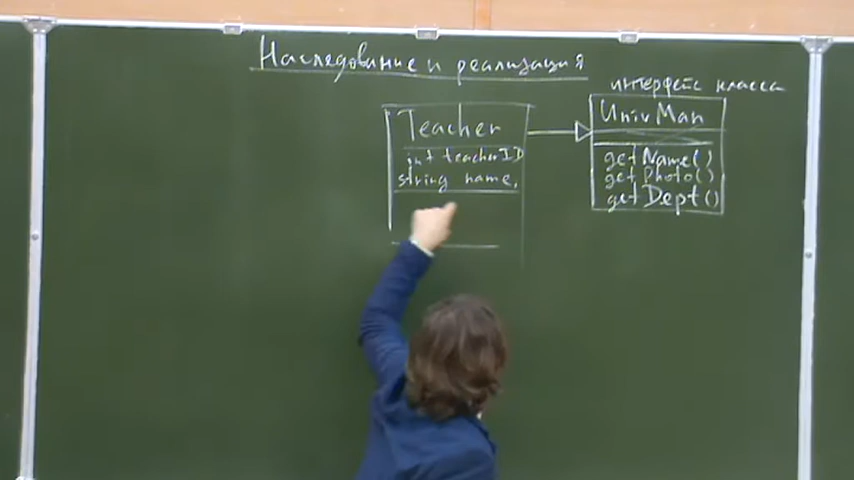 Наследование и реализация
интерфейс класса
Teacher
int teacherID
string name,
UnivMan
getName()
getPhoto()
getDept()